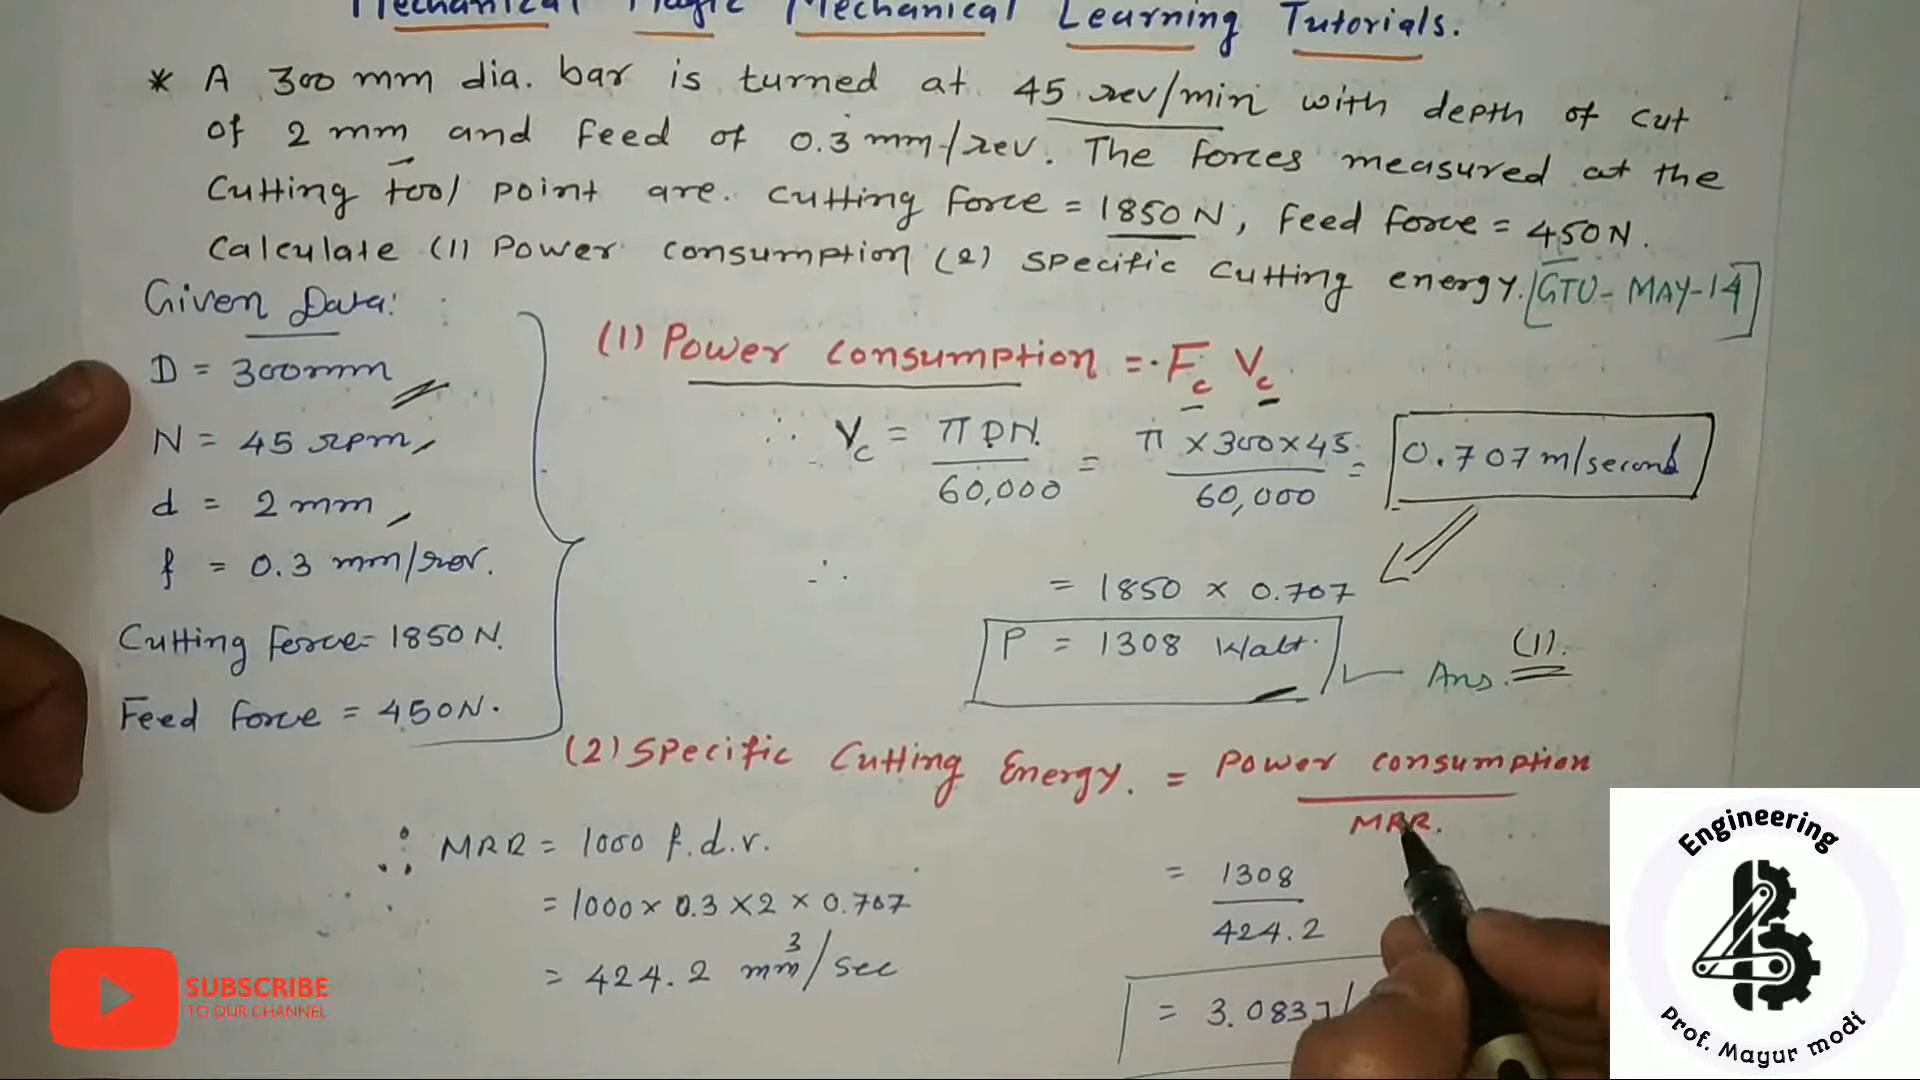 Mechanical Magic Mechanical Learning Tutorials.
* A 300 mm dia. bar is turned at 45 rev/min with depth of cut
of 2 mm and feed of 0.3 mm/rev. The forces measured at the
cutting tool point are. cutting force = 1850 N, feed force = 450 N.
Calculate (1) Power consumption (2) specific cutting energy. [GTU-MAY-14]
Given Data:
D = 300mm
N = 45 rpm
d = 2 mm
f = 0.3 mm/rev.
Cutting force = 1850 N.
Feed force = 450 N.
(1) Power consumption = Fc Vc
∴ Vc = πDN / 60,000 = π × 300 × 45 / 60,000 = 0.707 m/second
∴ = 1850 × 0.707
P = 1308 Watt. Ans. (1).
(2) Specific Cutting Energy. = Power consumption / MRR.
∴ MRR = 1000 f.d.v.
= 1000 × 0.3 × 2 × 0.707
= 424.2 mm³/sec
= 1308 / 424.2
= 3.083 J/
SUBSCRIBE
TO OUR CHANNEL
Engineering
Prof. Mayur modi